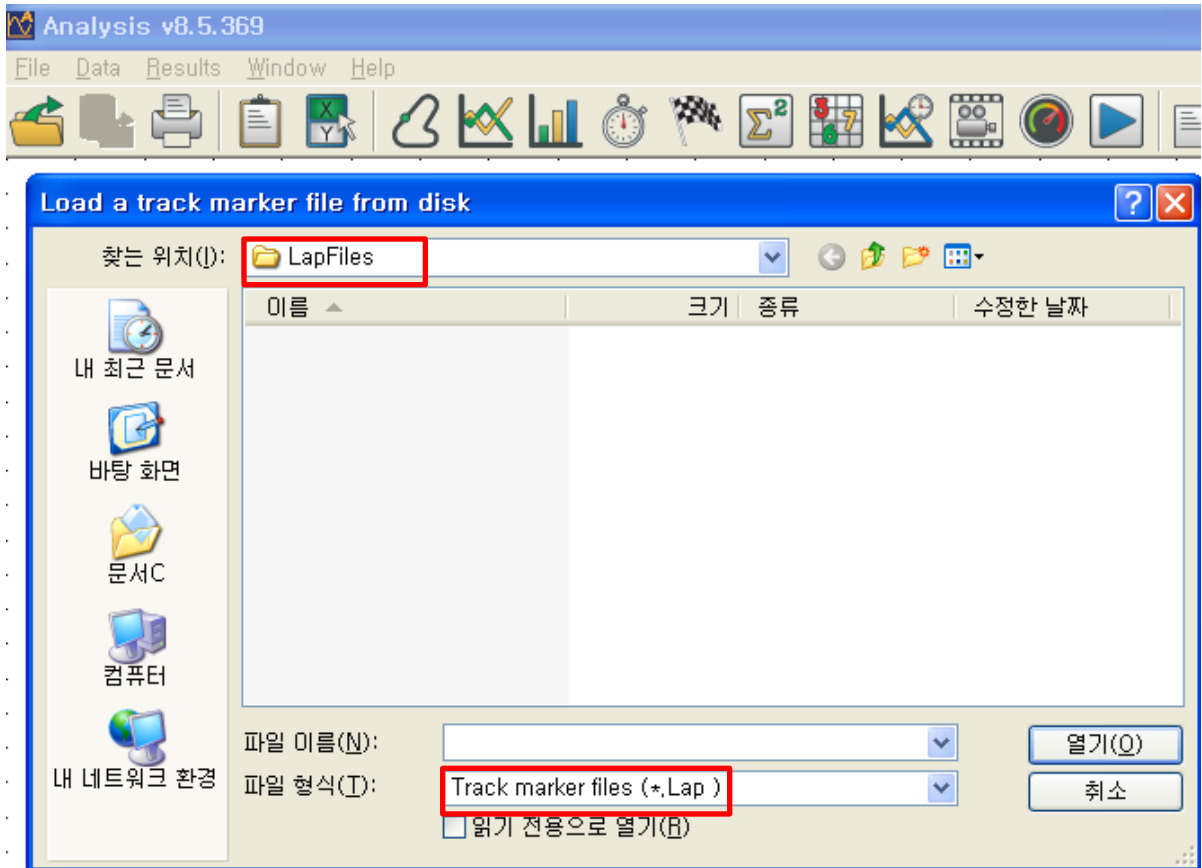 Analysis v8.5.369
File Data Results Window Help
Load a track marker file from disk
찾는 위치(I): LapFiles
이름 크기 종류 수정한 날짜
내 최근 문서
바탕 화면
문서C
컴퓨터
내 네트워크 환경
파일 이름(N): 열기(O)
파일 형식(T): Track marker files (*.Lap ) 취소
읽기 전용으로 열기(R)